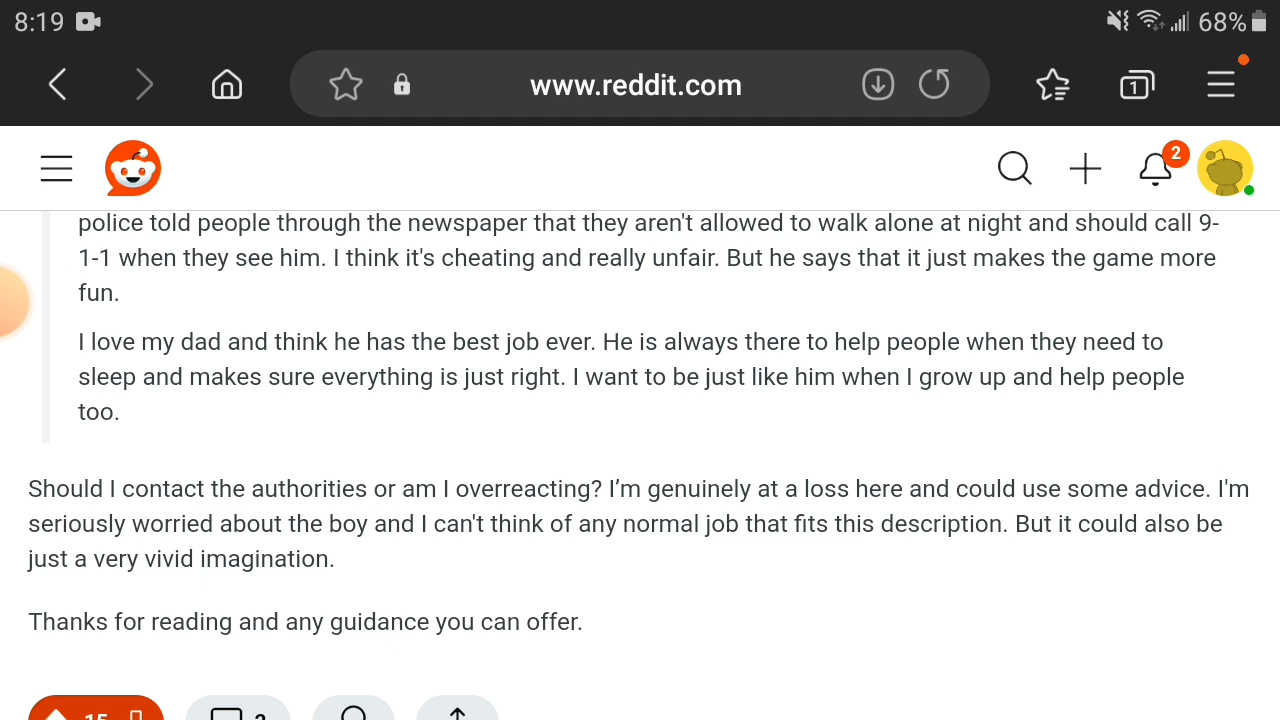 8:19
68%
www.reddit.com
1
2
police told people through the newspaper that they aren't allowed to walk alone at night and should call 9-
1-1 when they see him. I think it's cheating and really unfair. But he says that it just makes the game more
fun.
I love my dad and think he has the best job ever. He is always there to help people when they need to
sleep and makes sure everything is just right. I want to be just like him when I grow up and help people
too.
Should I contact the authorities or am I overreacting? I’m genuinely at a loss here and could use some advice. I'm
seriously worried about the boy and I can't think of any normal job that fits this description. But it could also be
just a very vivid imagination.
Thanks for reading and any guidance you can offer.